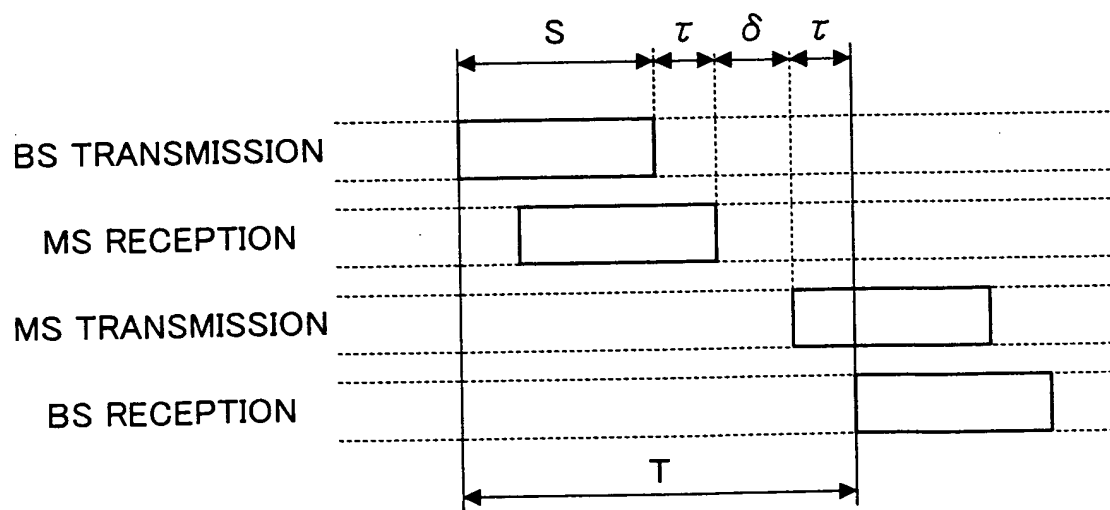 S τ δ τ
BS TRANSMISSION
MS RECEPTION
MS TRANSMISSION
BS RECEPTION
T